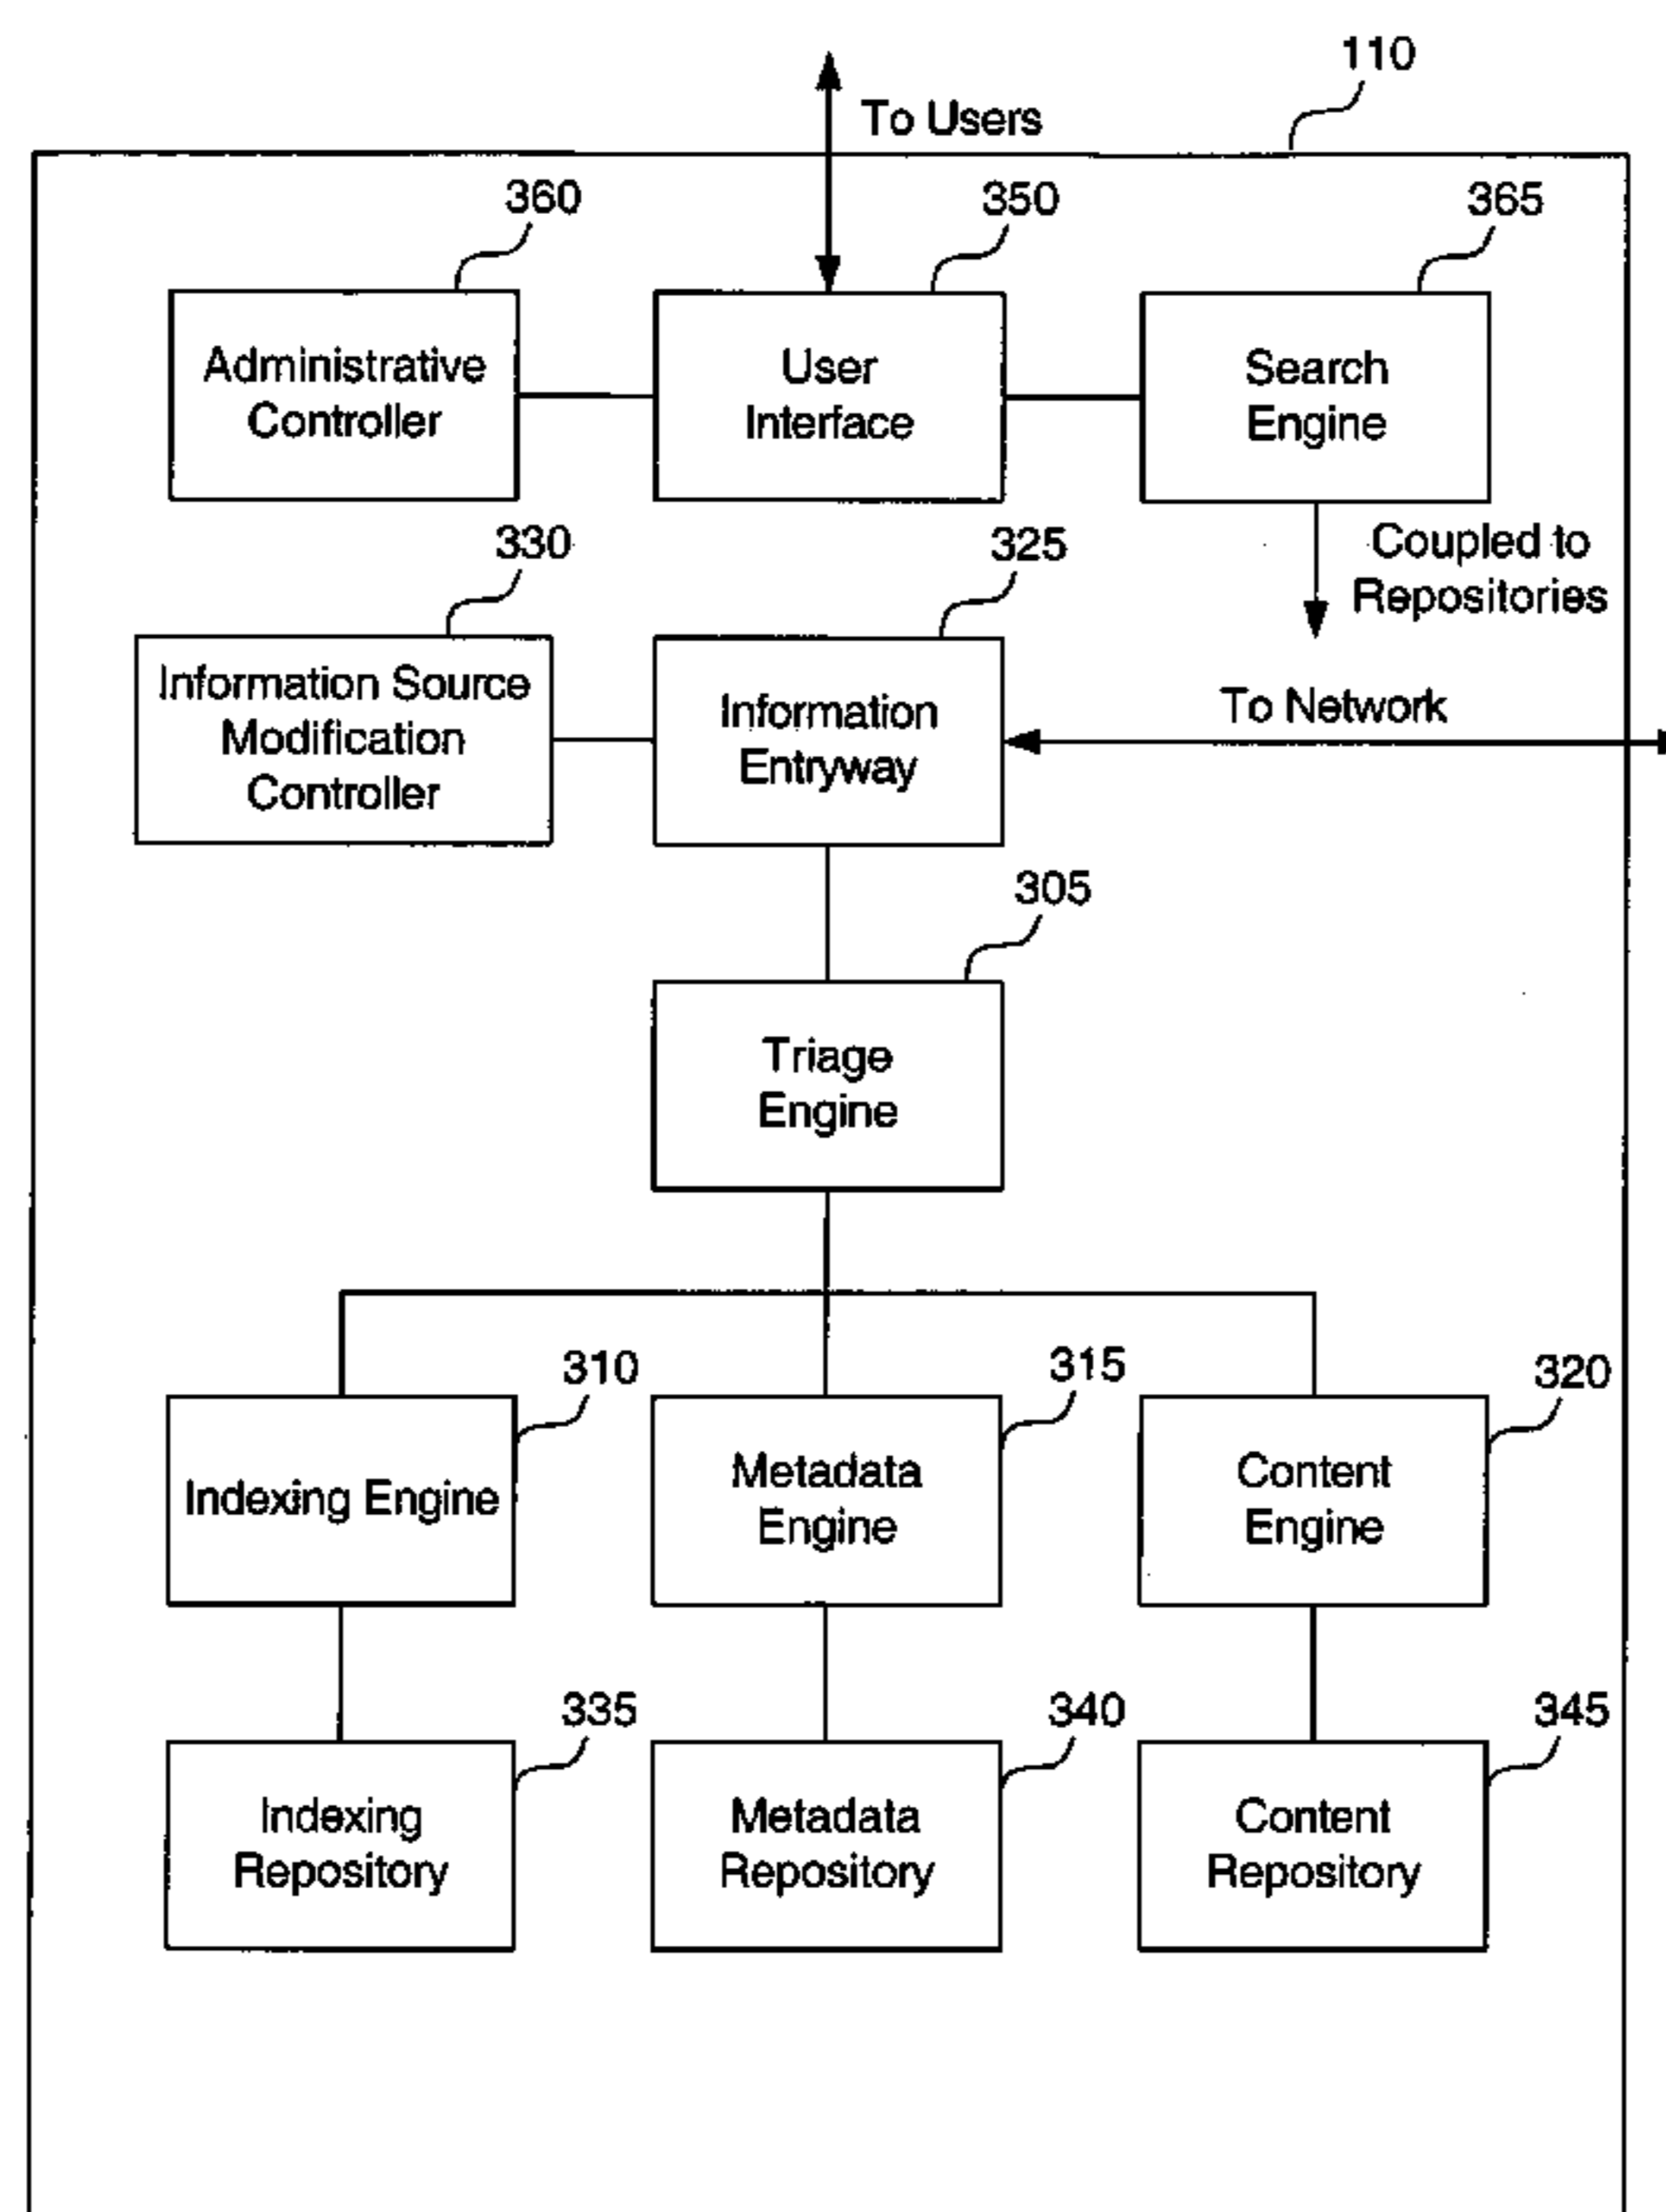 110
To Users
360
350
365
Administrative
Controller
User
Interface
Search
Engine
330
325
Coupled to
Repositories
Information Source
Modification
Controller
Information
Entryway
To Network
305
Triage
Engine
310
315
320
Indexing Engine
Metadata
Engine
Content
Engine
335
340
345
Indexing
Repository
Metadata
Repository
Content
Repository